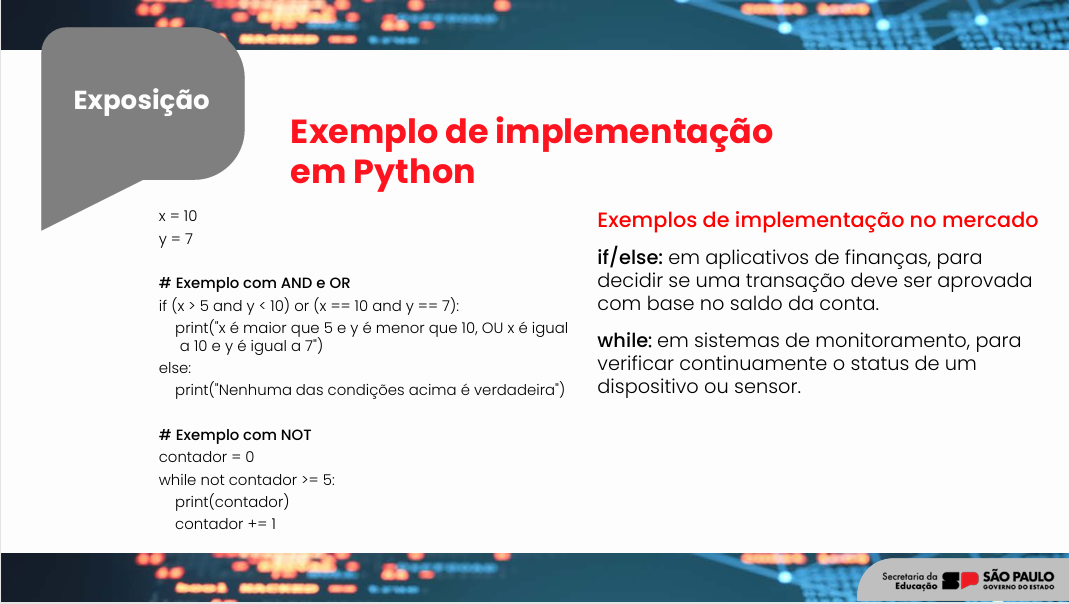 Exposição
Exemplo de implementação
em Python
x = 10
y = 7
# Exemplo com AND e OR
if (x > 5 and y < 10) or (x == 10 and y == 7):
print("x é maior que 5 e y é menor que 10, OU x é igual
a 10 e y é igual a 7")
else:
print("Nenhuma das condições acima é verdadeira")
# Exemplo com NOT
contador = 0
while not contador >= 5:
print(contador)
contador += 1
Exemplos de implementação no mercado
if/else: em aplicativos de finanças, para
decidir se uma transação deve ser aprovada
com base no saldo da conta.
while: em sistemas de monitoramento, para
verificar continuamente o status de um
dispositivo ou sensor.
Secretaria da
Educação
SÃO PAULO
GOVERNO DO ESTADO